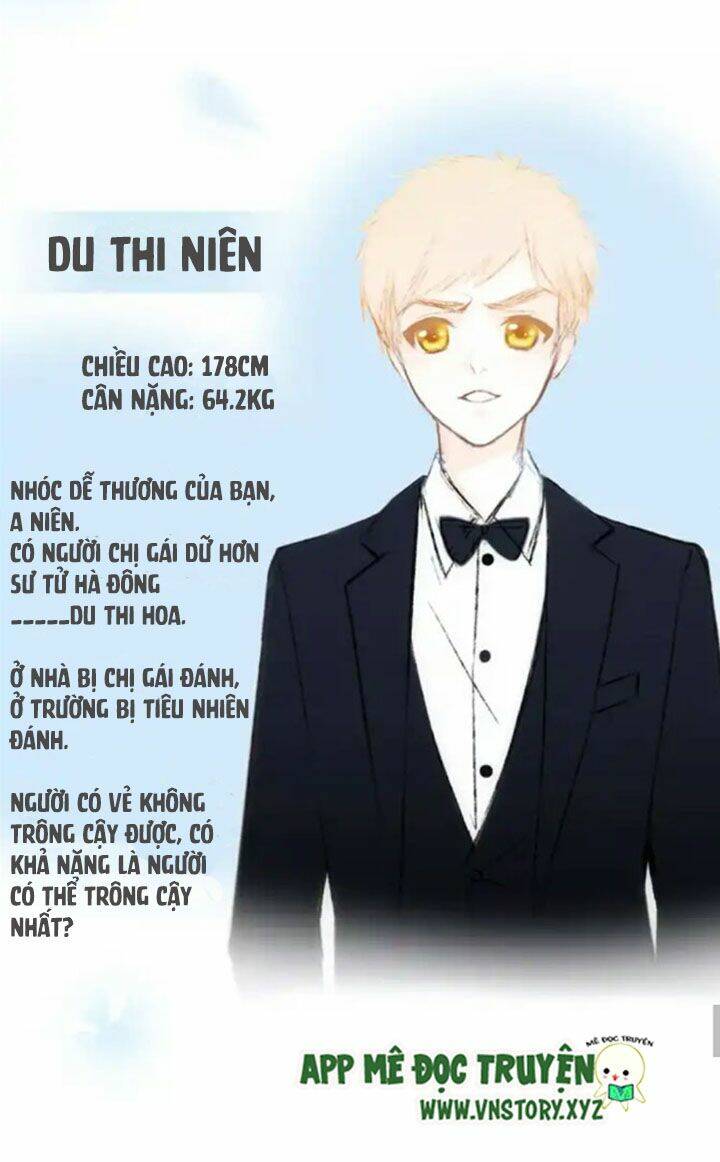 DU THI NIÊN
CHIỀU CAO: 178CM
CÂN NẶNG: 64.2KG
NHÓC DỄ THƯƠNG CỦA BẠN,
A NIÊN.
CÓ NGƯỜI CHỊ GÁI DỮ HƠN
SƯ TỬ HÀ ĐÔNG
-----DU THI HOA.
Ở NHÀ BỊ CHỊ GÁI ĐÁNH,
Ở TRƯỜNG BỊ TIÊU NHIÊN
ĐÁNH.
NGƯỜI CÓ VẺ KHÔNG
TRÔNG CẬY ĐƯỢC, CÓ
KHẢ NĂNG LÀ NGƯỜI
CÓ THỂ TRÔNG CẬY
NHẤT?
MÊ ĐỌC TRUYỆN
APP MÊ ĐỌC TRUYỆN
WWW.VNSTORY.XYZ